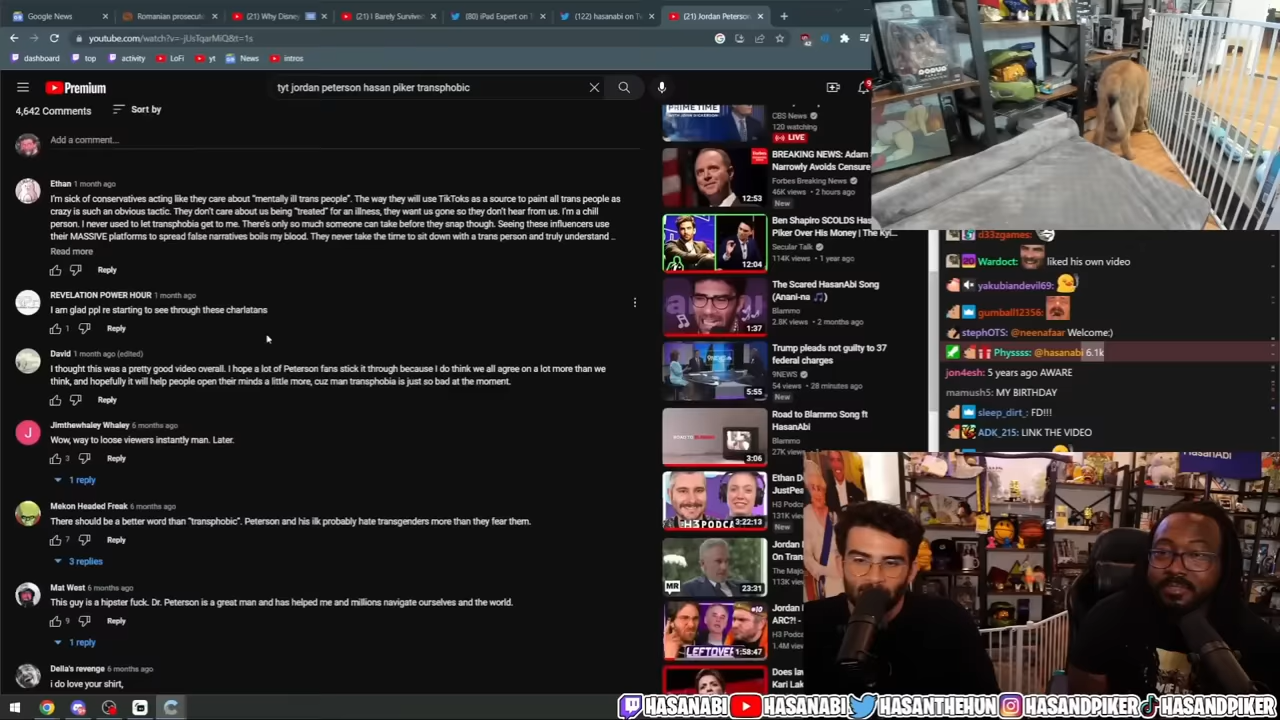 Google News
Romanian prosecutic
(21) Why Disney
(21) I Barely Survive
(80) iPad Expert on T
(122) hasanabi on Tw
(21) Jordan Peterso
youtube.com/watch?v=-jUsTqarMiQ&t=1s
42
dashboard
top
activity
LoFi
yt
News
intros
Premium
tyt jordan peterson hasan piker transphobic
9
4,642 Comments
Sort by
Add a comment...
Ethan 1 month ago
I'm sick of conservatives acting like they care about "mentally ill trans people". The way they will use TikToks as a source to paint all trans people as
crazy is such an obvious tactic. They don't care about us being "treated" for an illness, they want us gone so they don't hear from us. I'm a chill
person. I never used to let transphobia get to me. There's only so much someone can take before they snap though. Seeing these influencers use
their MASSIVE platforms to spread false narratives boils my blood. They never take the time to sit down with a trans person and truly understand ...
Read more
Reply
REVELATION POWER HOUR 1 month ago
I am glad ppl re starting to see through these charlatans
1 Reply
David 1 month ago (edited)
I thought this was a pretty good video overall. I hope a lot of Peterson fans stick it through because I do think we all agree on a lot more than we
think, and hopefully it will help people open their minds a little more, cuz man transphobia is just so bad at the moment.
Reply
J
Jimthewhaley Whaley 6 months ago
Wow, way to loose viewers instantly man. Later.
3 Reply
1 reply
Mekon Headed Freak 6 months ago
There should be a better word than "transphobic". Peterson and his ilk probably hate transgenders more than they fear them.
7 Reply
3 replies
Mat West 6 months ago
This guy is a hipster fuck. Dr. Peterson is a great man and has helped me and millions navigate ourselves and the world.
9 Reply
1 reply
Della's revenge 6 months ago
i do love your shirt,
PRIME TIME
CBS News
120 watching
LIVE
BREAKING NEWS: Adam
Narrowly Avoids Censure
Forbes Breaking News
46K views • 2 hours ago
New
12:53
Ben Shapiro SCOLDS Has
Piker Over His Money | The Kyl...
Secular Talk
114K views • 1 year ago
12:04
The Scared HasanAbi Song
(Anani-na 🎵)
Blammo
2.8K views • 2 months ago
1:37
Trump pleads not guilty to 37
federal charges
9NEWS
54 views • 28 minutes ago
New
5:55
Road to Blammo Song ft
HasanAbi
Blammo
27K
3:06
Ethan D
JustPea
H3 Podca
131K vie
New
H3 PODCA
3:22:13
Jordan
On Tran
The Majo
113K
MR
23:31
Jordan
ARC?! -
H3 Podca
1.4M vie
LEFTOVE
#10
1:58:47
Does la
Kari Lak
d33zgames:
Wardoct: liked his own video
yakubiandevil69:
gumball12356:
stephOTS: @neenafaar Welcome:)
Physsss: @hasanabi 6.1k
jon4esh: 5 years ago AWARE
mamush5: MY BIRTHDAY
sleep_dirt_: FD!!!
ADK_215: LINK THE VIDEO
HASANABI
HASANABI
HASANTHEHUN
HASANDPIKER
HASANDPIKER